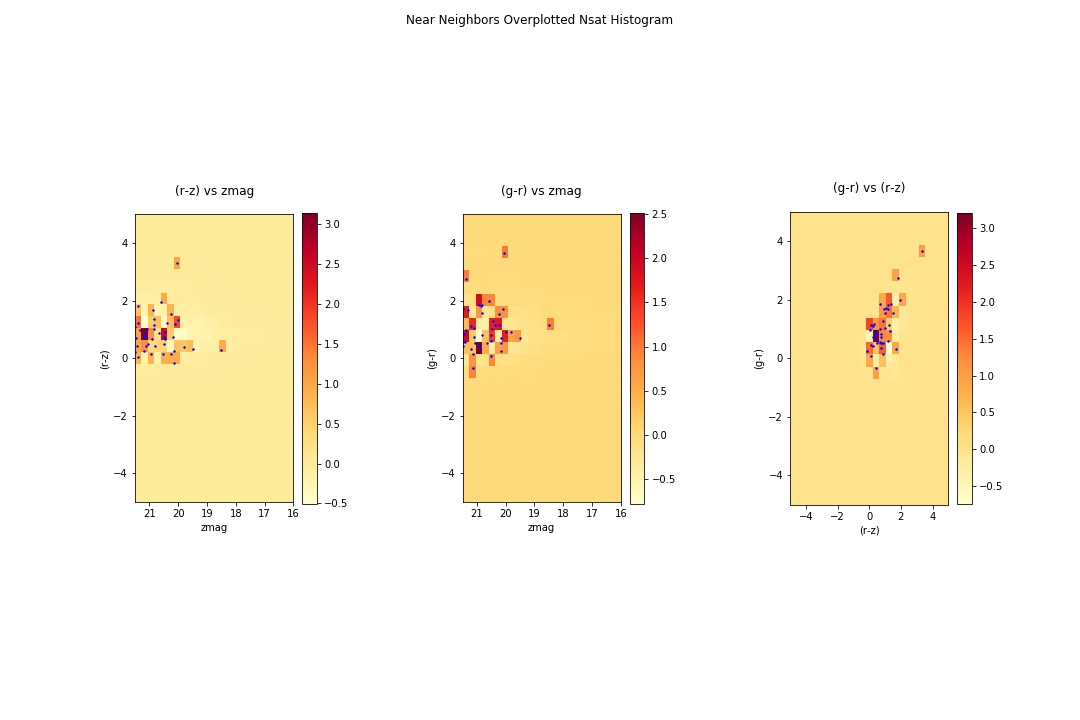 Near Neighbors Overplotted Nsat Histogram
(r-z) vs zmag
4
2
0
−2
−4
(r-z)
21 20 19 18 17 16
zmag
3.0
2.5
2.0
1.5
1.0
0.5
0.0
−0.5
(g-r) vs zmag
4
2
0
−2
−4
(g-r)
21 20 19 18 17 16
zmag
2.5
2.0
1.5
1.0
0.5
0.0
−0.5
(g-r) vs (r-z)
4
2
0
−2
−4
(g-r)
−4 −2 0 2 4
(r-z)
3.0
2.5
2.0
1.5
1.0
0.5
0.0
−0.5